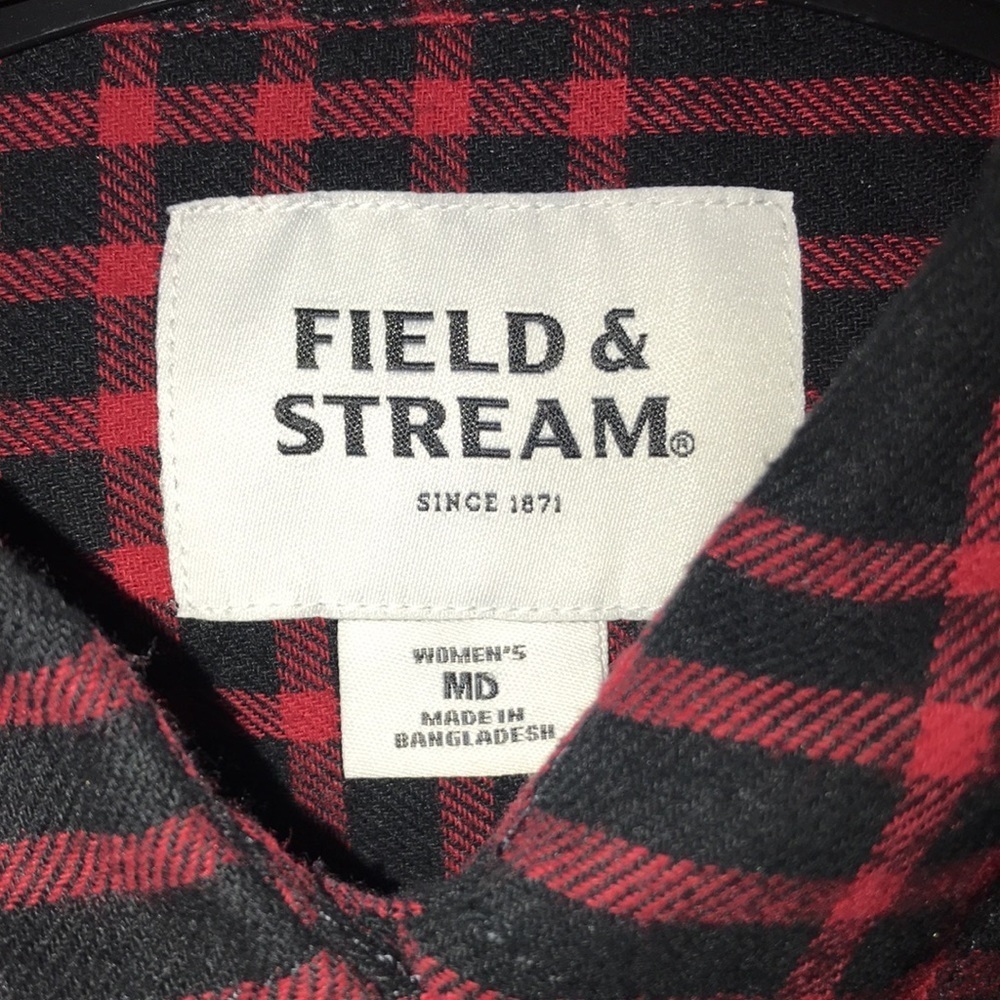 FIELD &
STREAM®
SINCE 1871
WOMEN'S
MD
MADE IN
BANGLADESH